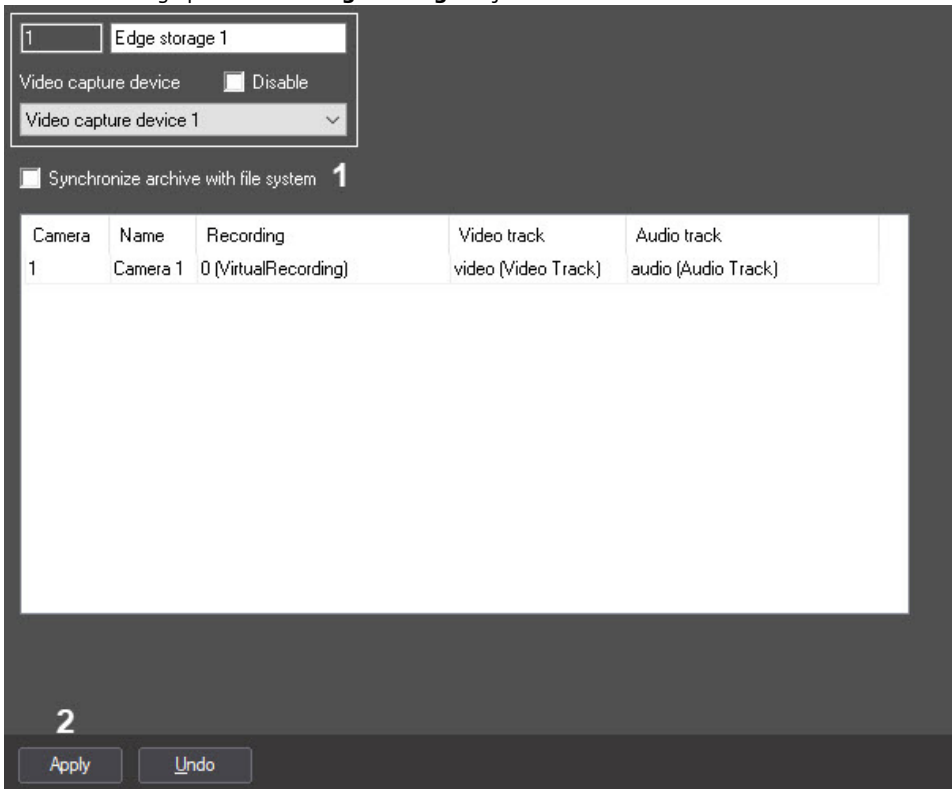 1 Edge storage 1
Video capture device Disable
Video capture device 1
Synchronize archive with file system 1
Camera Name Recording Video track Audio track
1 Camera 1 0 (VirtualRecording) video (Video Track) audio (Audio Track)
2
Apply Undo